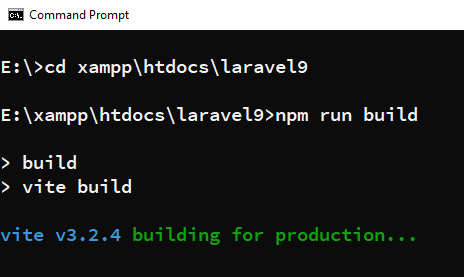 Command Prompt
E:\>cd xampp\htdocs\laravel9
E:\xampp\htdocs\laravel9>npm run build
> build
> vite build
vite v3.2.4 building for production...